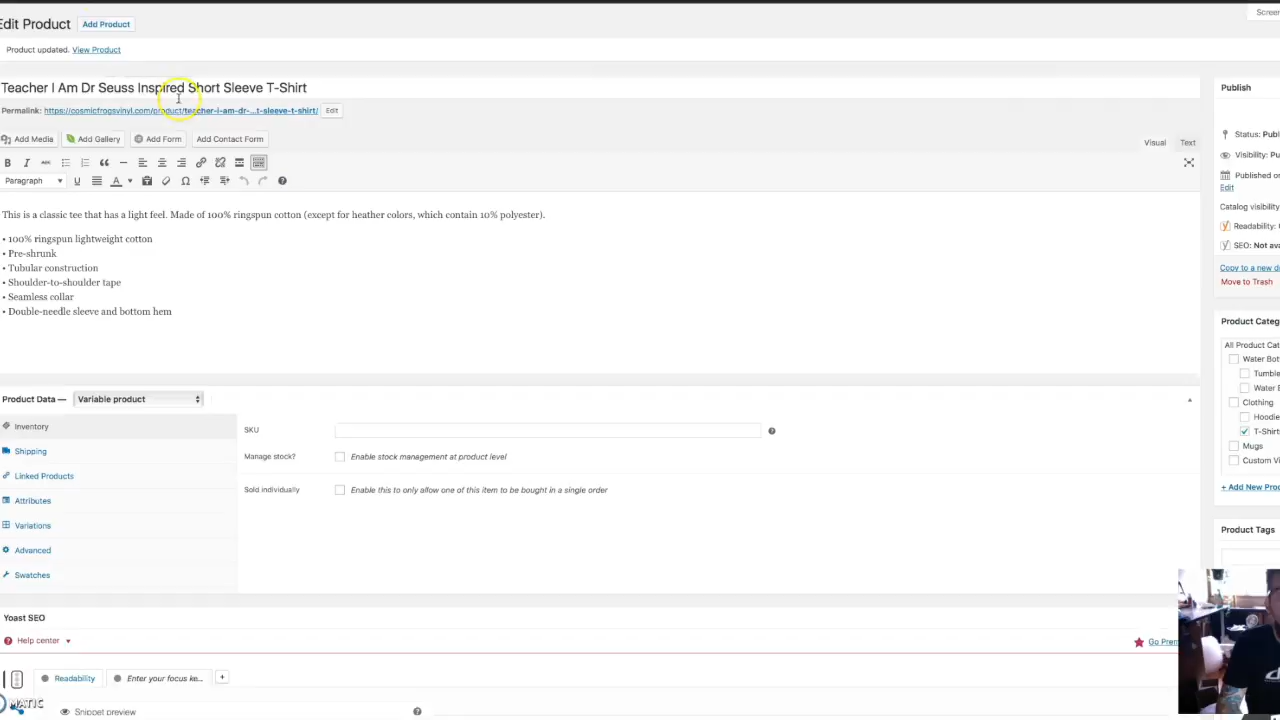 Edit Product Add Product
Screen
Product updated. View Product
Teacher I Am Dr Seuss Inspired Short Sleeve T-Shirt
Permalink: https://cosmicfrogsvinyl.com/product/teacher-i-am-dr-...t-sleeve-t-shirt/ Edit
Add Media Add Gallery Add Form Add Contact Form
Visual Text
ABC
Paragraph U A
This is a classic tee that has a light feel. Made of 100% ringspun cotton (except for heather colors, which contain 10% polyester).
• 100% ringspun lightweight cotton
• Pre-shrunk
• Tubular construction
• Shoulder-to-shoulder tape
• Seamless collar
• Double-needle sleeve and bottom hem
Product Data — Variable product
Inventory
Shipping
Linked Products
Attributes
Variations
Advanced
Swatches
SKU
Manage stock? Enable stock management at product level
Sold individually Enable this to only allow one of this item to be bought in a single order
Yoast SEO
Help center
Go Prem
Readability Enter your focus ke... +
Snippet preview
MATIC
Publish
Status: Publ
Visibility: Pu
Published o
Edit
Catalog visibility
Readability:
SEO: Not ava
Copy to a new d
Move to Trash
Product Categ
All Product Cat
Water Bot
Tumble
Water B
Clothing
Hoodie
T-Shirt
Mugs
Custom Vi
+ Add New Prod
Product Tags